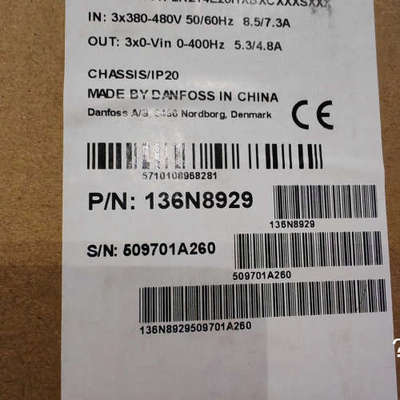 IN: 3x380-480V 50/60Hz 8.5/7.3A
OUT: 3x0-Vin 0-400Hz 5.3/4.8A
CHASSIS/IP20
MADE BY DANFOSS IN CHINA
Danfoss A/S, 6430 Nordborg, Denmark
CE
5710108968281
P/N: 136N8929
136N8929
S/N: 509701A260
509701A260
136N8929509701A260